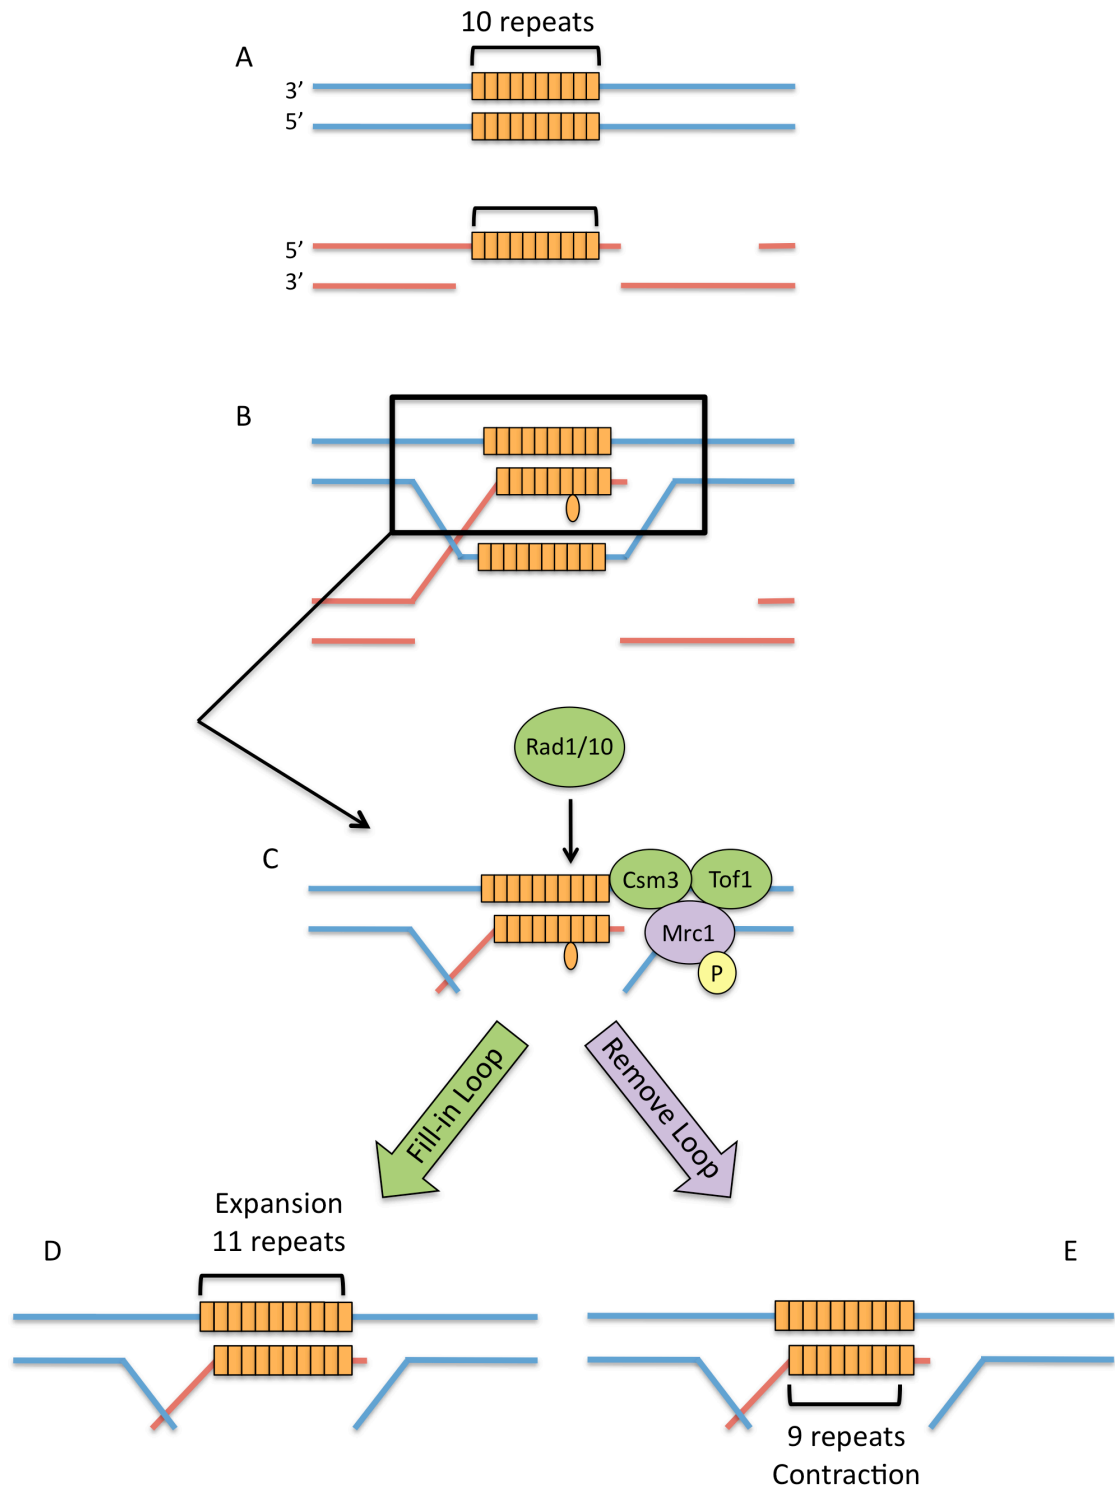 10 repeats
A
3’
5’
5’
3’
B
Rad1/10
C
Csm3
Tof1
Mrc1
P
Fill-in Loop
Remove Loop
Expansion
11 repeats
D
E
9 repeats
Contraction